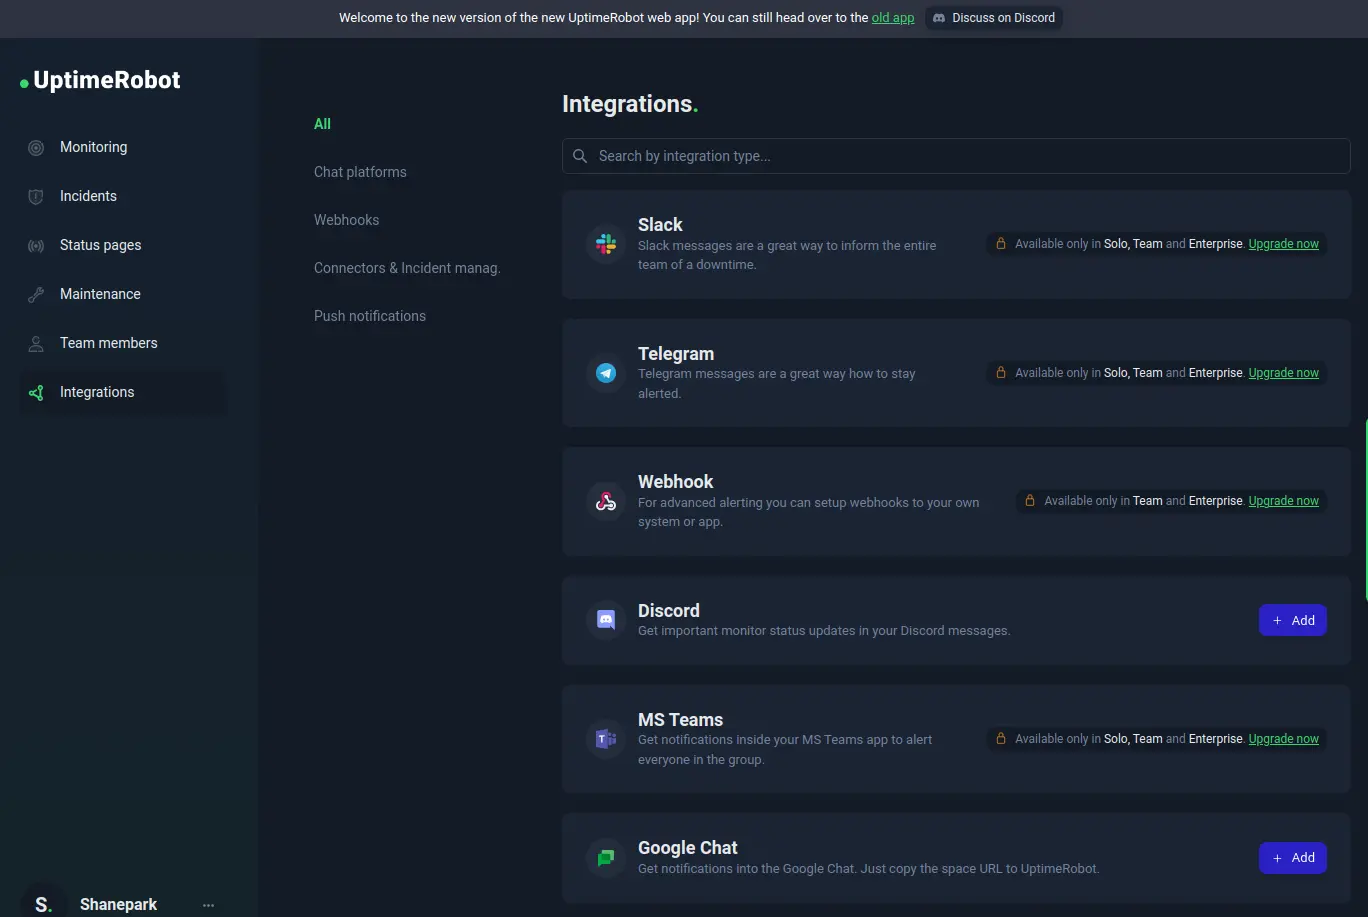 Welcome to the new version of the new UptimeRobot web app! You can still head over to the old app Discuss on Discord
UptimeRobot
Monitoring
Incidents
Status pages
Maintenance
Team members
Integrations
S.
Shanepark
...
All
Chat platforms
Webhooks
Connectors & Incident manag.
Push notifications
Integrations.
Search by integration type...
Slack
Slack messages are a great way to inform the entire
team of a downtime.
Available only in Solo, Team and Enterprise. Upgrade now
Telegram
Telegram messages are a great way how to stay
alerted.
Available only in Solo, Team and Enterprise. Upgrade now
Webhook
For advanced alerting you can setup webhooks to your own
system or app.
Available only in Team and Enterprise. Upgrade now
Discord
Get important monitor status updates in your Discord messages.
+ Add
MS Teams
Get notifications inside your MS Teams app to alert
everyone in the group.
Available only in Solo, Team and Enterprise. Upgrade now
Google Chat
Get notifications into the Google Chat. Just copy the space URL to UptimeRobot.
+ Add